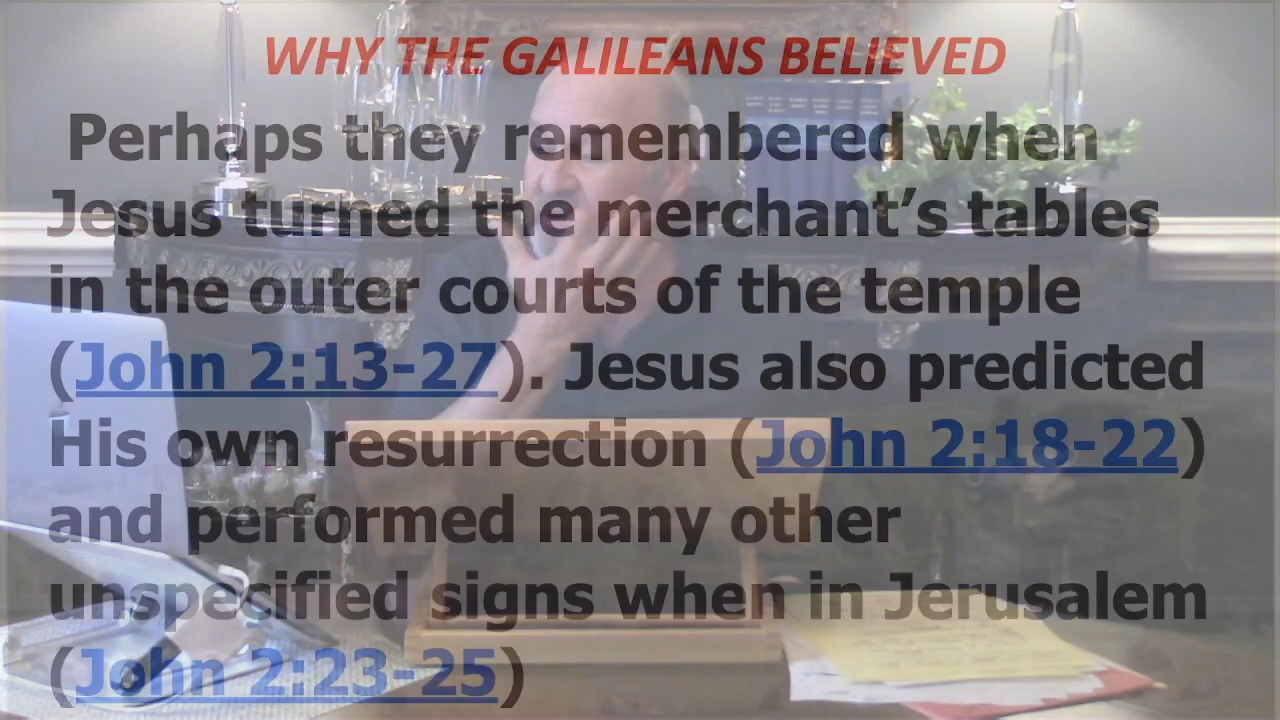 WHY THE GALILEANS BELIEVED
Perhaps they remembered when
Jesus turned the merchant’s tables
in the outer courts of the temple
(John 2:13-27). Jesus also predicted
His own resurrection (John 2:18-22)
and performed many other
unspecified signs when in Jerusalem
(John 2:23-25)